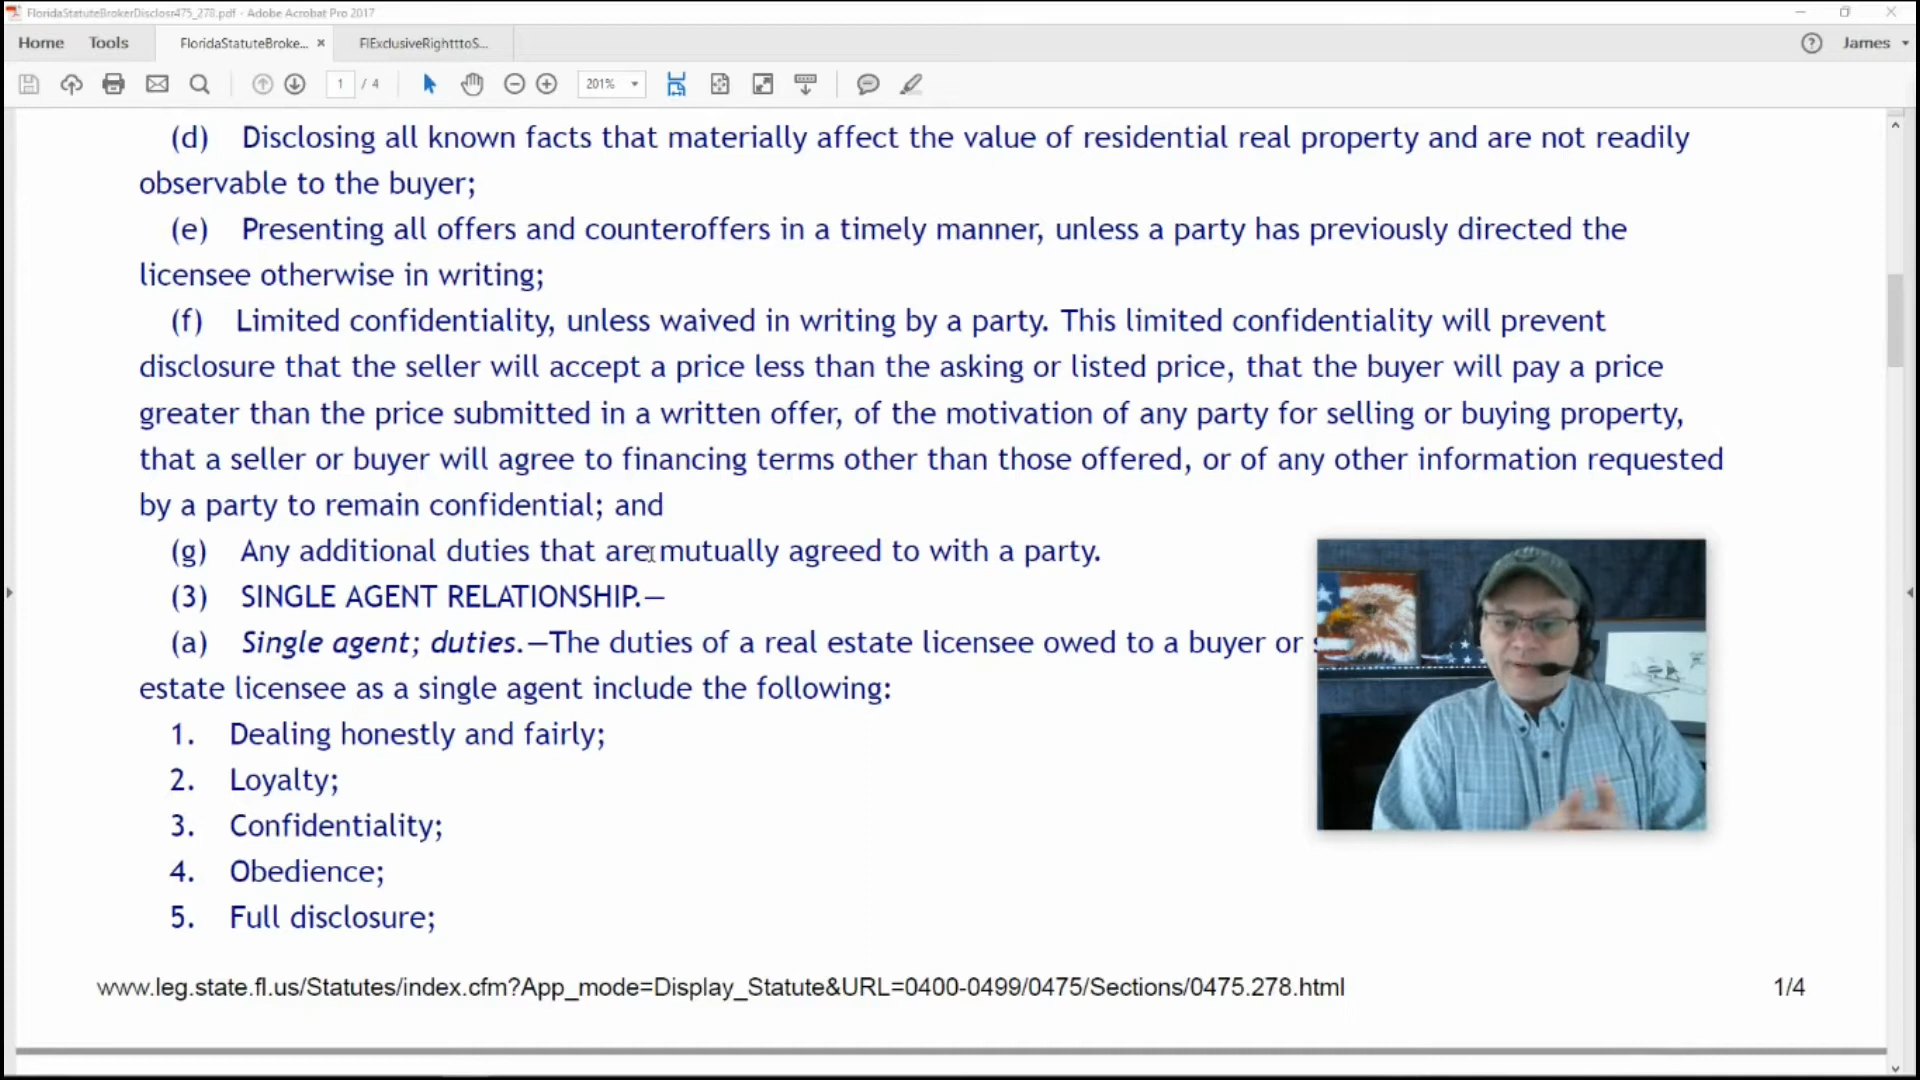 FloridaStatuteBrokerDisclosr475_278.pdf - Adobe Acrobat Pro 2017
Home Tools FloridaStatuteBroke... × FlExclusiveRightttoS... James
1 / 4 201%
(d) Disclosing all known facts that materially affect the value of residential real property and are not readily
observable to the buyer;
(e) Presenting all offers and counteroffers in a timely manner, unless a party has previously directed the
licensee otherwise in writing;
(f) Limited confidentiality, unless waived in writing by a party. This limited confidentiality will prevent
disclosure that the seller will accept a price less than the asking or listed price, that the buyer will pay a price
greater than the price submitted in a written offer, of the motivation of any party for selling or buying property,
that a seller or buyer will agree to financing terms other than those offered, or of any other information requested
by a party to remain confidential; and
(g) Any additional duties that are mutually agreed to with a party.
(3) SINGLE AGENT RELATIONSHIP.—
(a) Single agent; duties.—The duties of a real estate licensee owed to a buyer or
estate licensee as a single agent include the following:
1. Dealing honestly and fairly;
2. Loyalty;
3. Confidentiality;
4. Obedience;
5. Full disclosure;
www.leg.state.fl.us/Statutes/index.cfm?App_mode=Display_Statute&URL=0400-0499/0475/Sections/0475.278.html 1/4